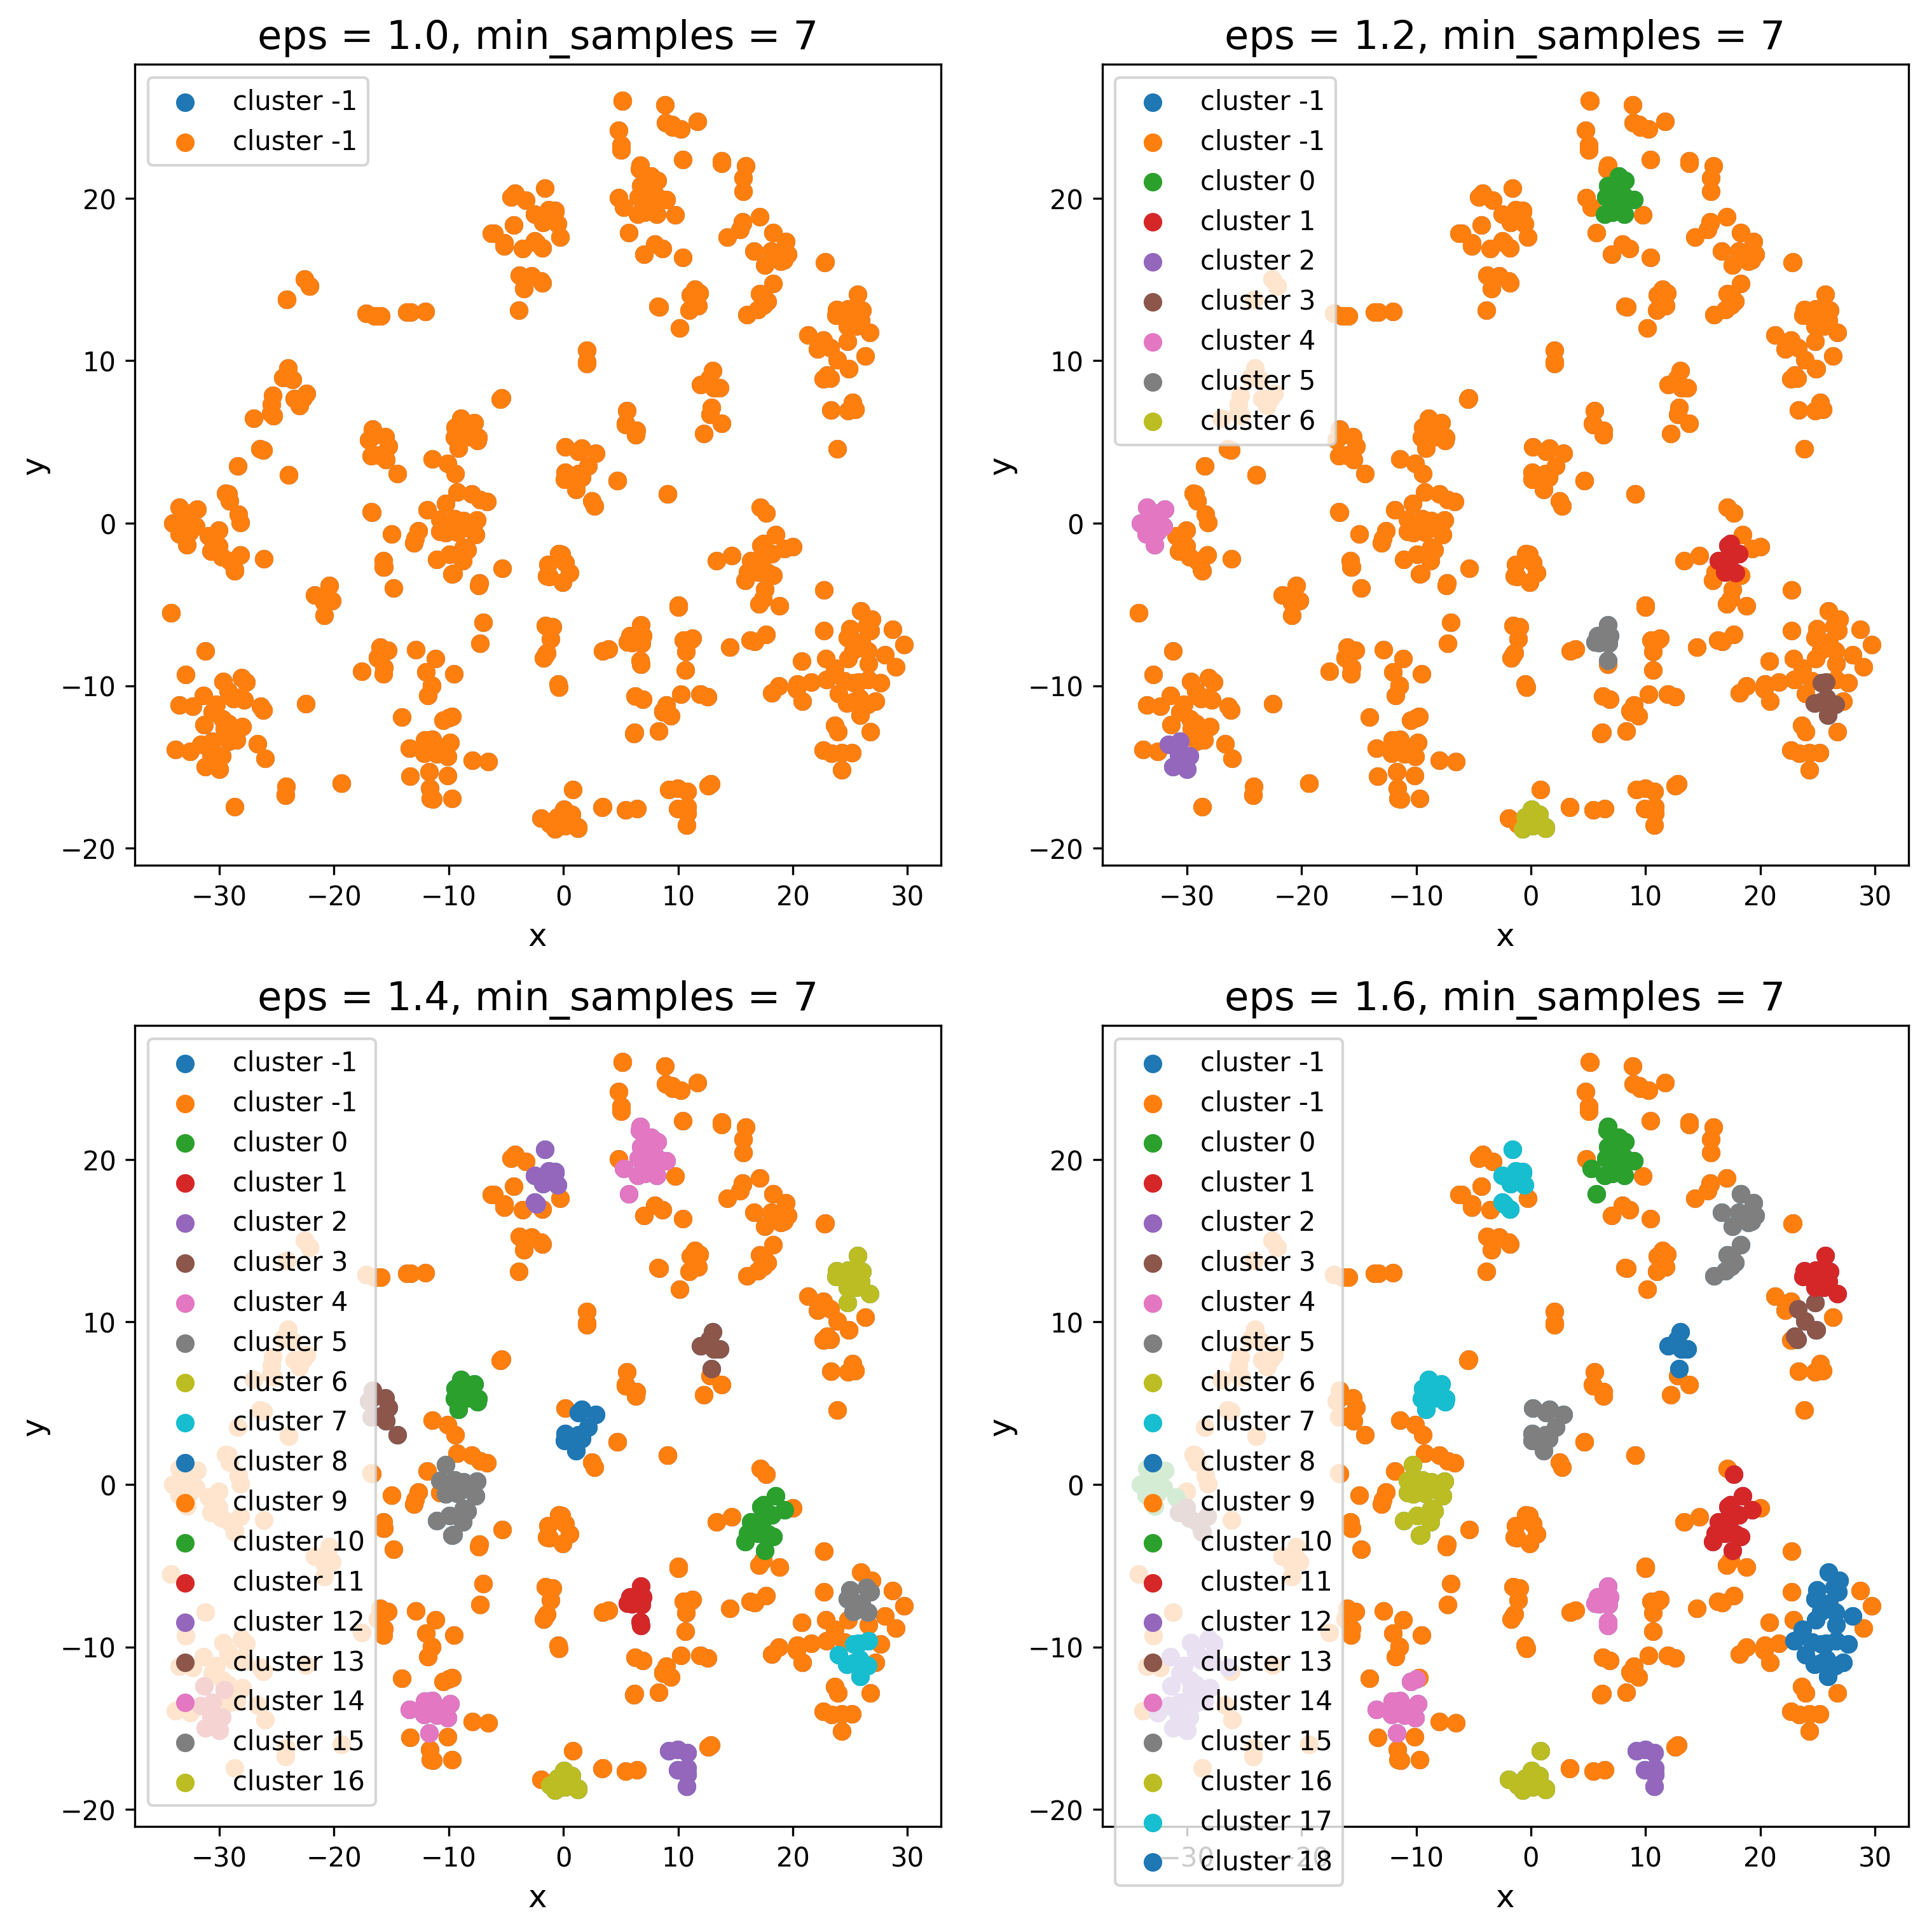 eps = 1.0, min_samples = 7
cluster -1
cluster -1
20
10
0
−10
−20
y
−30
−20
−10
0
10
20
30
x
eps = 1.2, min_samples = 7
cluster -1
cluster -1
cluster 0
cluster 1
cluster 2
cluster 3
cluster 4
cluster 5
cluster 6
20
10
0
−10
−20
y
−30
−20
−10
0
10
20
30
x
eps = 1.4, min_samples = 7
cluster -1
cluster -1
cluster 0
cluster 1
cluster 2
cluster 3
cluster 4
cluster 5
cluster 6
cluster 7
cluster 8
cluster 9
cluster 10
cluster 11
cluster 12
cluster 13
cluster 14
cluster 15
cluster 16
20
10
0
−10
−20
y
−30
−20
−10
0
10
20
30
x
eps = 1.6, min_samples = 7
cluster -1
cluster -1
cluster 0
cluster 1
cluster 2
cluster 3
cluster 4
cluster 5
cluster 6
cluster 7
cluster 8
cluster 9
cluster 10
cluster 11
cluster 12
cluster 13
cluster 14
cluster 15
cluster 16
cluster 17
cluster 18
20
10
0
−10
−20
y
−30
−20
−10
0
10
20
30
x